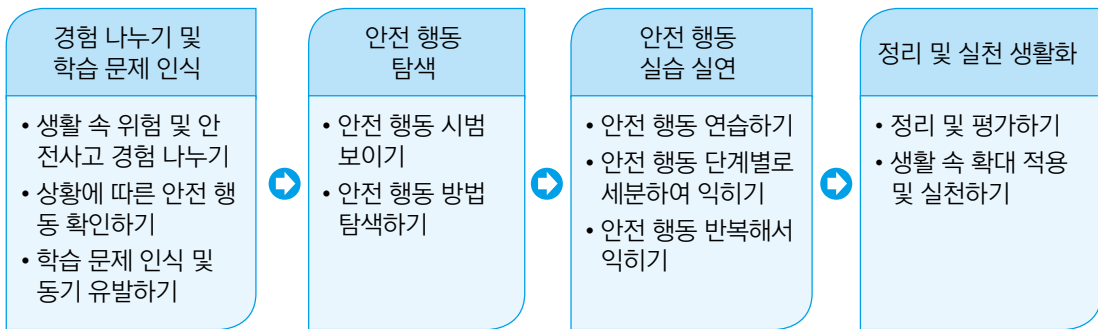 경험 나누기 및
학습 문제 인식
• 생활 속 위험 및 안
전사고 경험 나누기
• 상황에 따른 안전 행
동 확인하기
• 학습 문제 인식 및
동기 유발하기
안전 행동
탐색
• 안전 행동 시범
보이기
• 안전 행동 방법
탐색하기
안전 행동
실습 실연
• 안전 행동 연습하기
• 안전 행동 단계별로
세분하여 익히기
• 안전 행동 반복해서
익히기
정리 및 실천 생활화
• 정리 및 평가하기
• 생활 속 확대 적용
및 실천하기